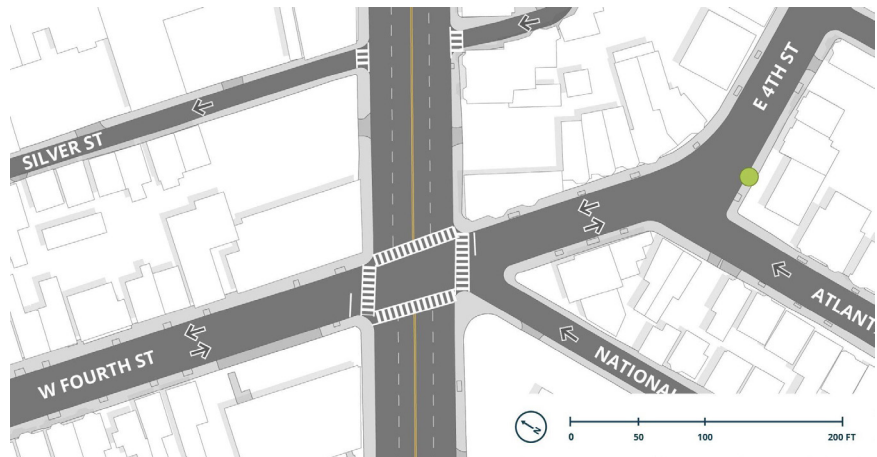 E 4TH ST
SILVER ST
ATLANT
W FOURTH ST
NATIONAL
N
0 50 100 200 FT